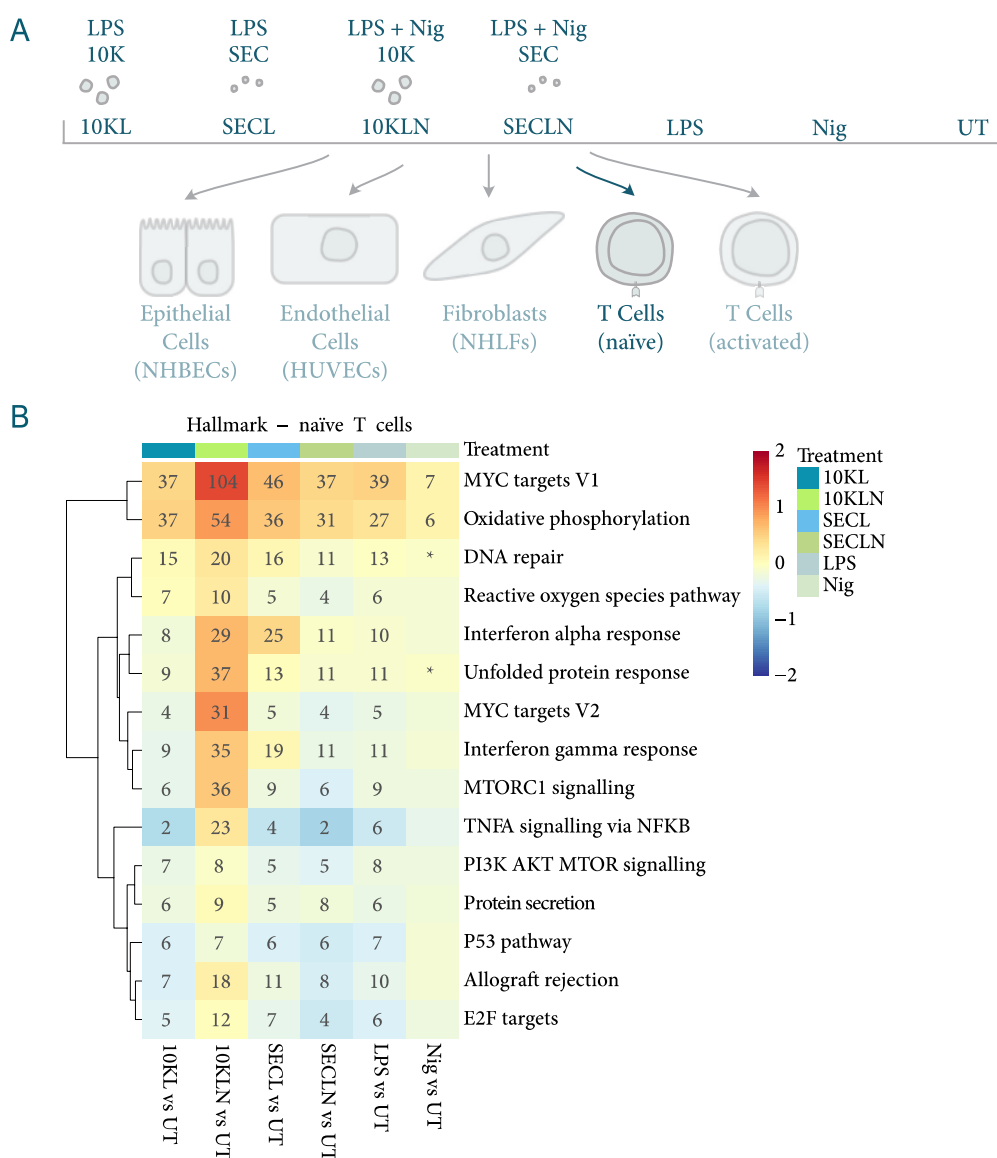 A
LPS LPS LPS + Nig LPS + Nig
10K SEC 10K SEC
10KL SECL 10KLN SECLN LPS Nig UT
Epithelial Endothelial Fibroblasts T Cells T Cells
Cells Cells (NHLFs) (naïve) (activated)
(NHBECs) (HUVECs)
B
Hallmark – naïve T cells
Treatment
37 104 46 37 39 7 MYC targets V1
37 54 36 31 27 6 Oxidative phosphorylation
15 20 16 11 13 * DNA repair
7 10 5 4 6 Reactive oxygen species pathway
8 29 25 11 10 Interferon alpha response
9 37 13 11 11 * Unfolded protein response
4 31 5 4 5 MYC targets V2
9 35 19 11 11 Interferon gamma response
6 36 9 6 9 MTORC1 signalling
2 23 4 2 6 TNFA signalling via NFKB
7 8 5 5 8 PI3K AKT MTOR signalling
6 9 5 8 6 Protein secretion
6 7 6 6 7 P53 pathway
7 18 11 8 10 Allograft rejection
5 12 7 4 6 E2F targets
10KL vs UT
10KLN vs UT
SECL vs UT
SECLN vs UT
LPS vs UT
Nig vs UT
2
1
0
−1
−2
Treatment
10KL
10KLN
SECL
SECLN
LPS
Nig